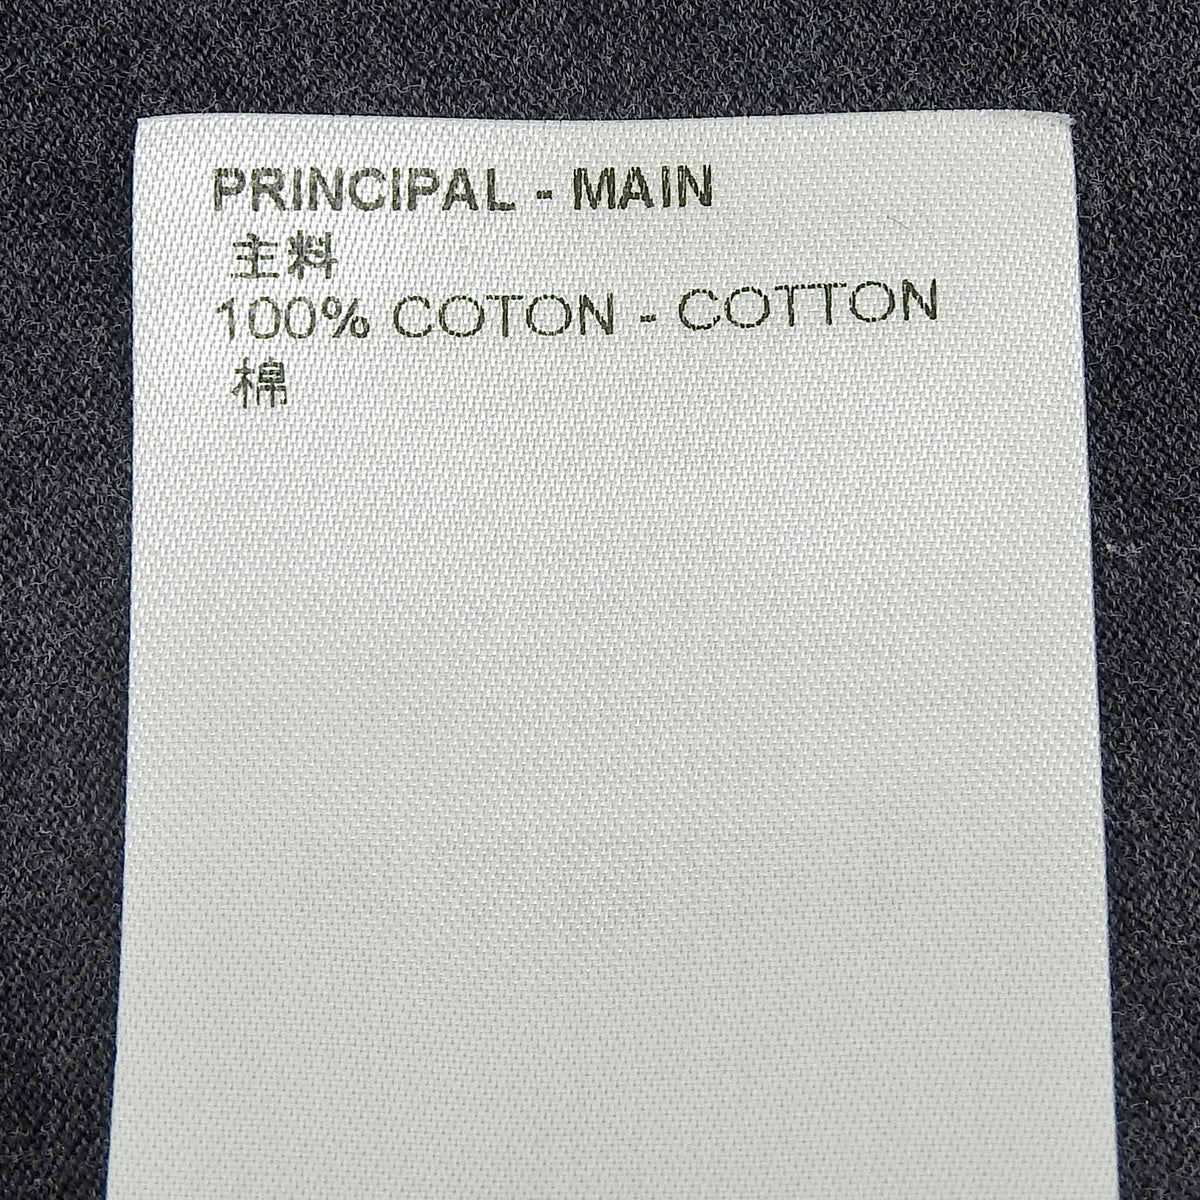 PRINCIPAL - MAIN
主料
100% COTON - COTTON
棉